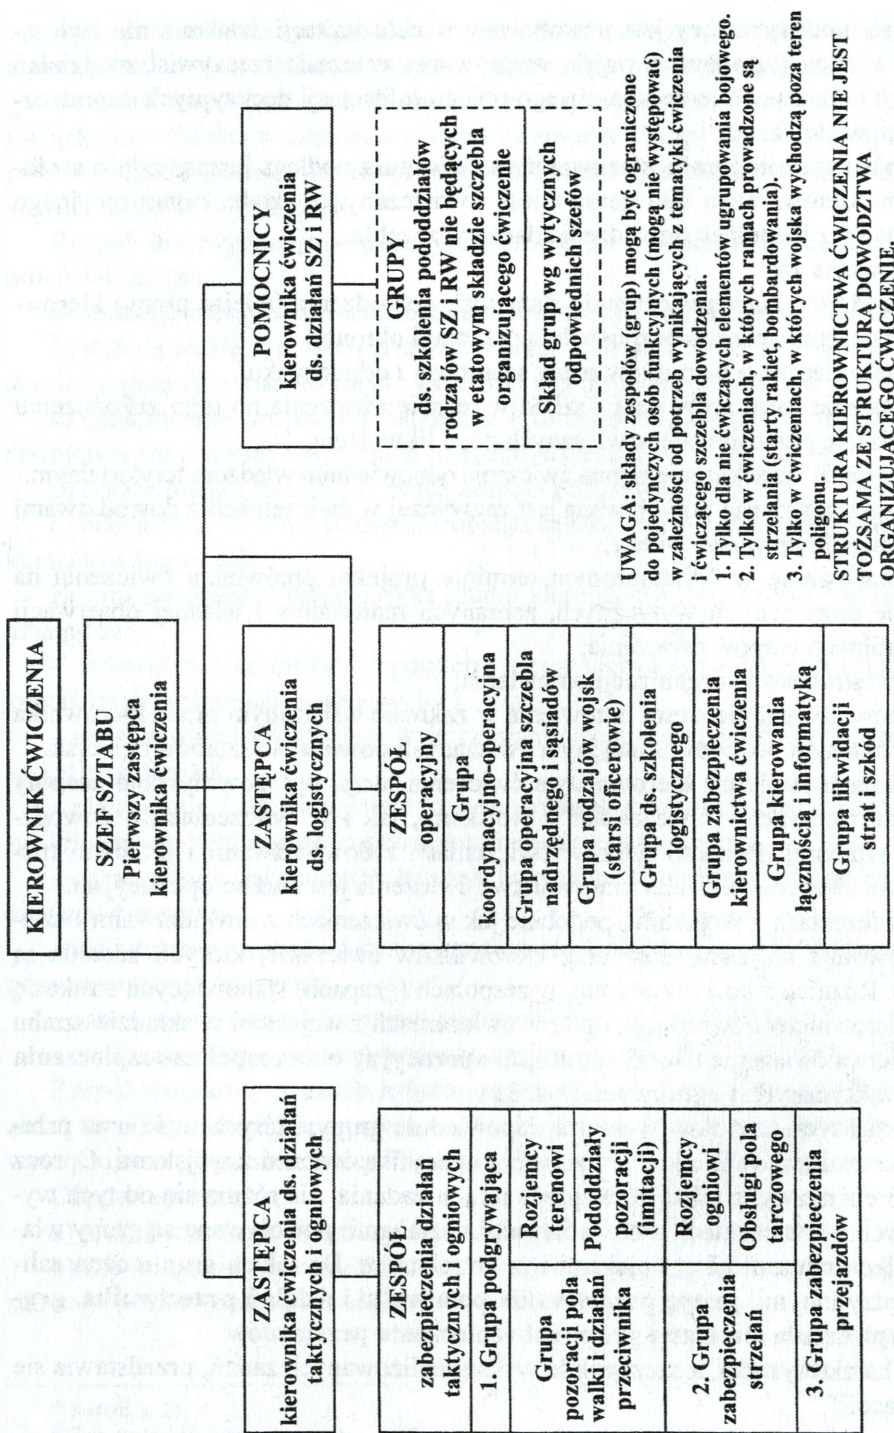 KIEROWNIK ĆWICZENIA
SZEF SZTABU
Pierwszy zastępca
kierownika ćwiczenia
ZASTĘPCA
kierownika ćwiczenia ds. działań
taktycznych i ogniowych
ZESPÓŁ
zabezpieczenia działań
taktycznych i ogniowych
1. Grupa podgrywająca
Grupa
pozoracji pola
walki działań
przeciwnika
Rozjemcy
terenowi
Pododdziały
pozoracji
(imitacji)
2. Grupa
zabezpieczenia
strzelań
Rozjemcy
ogniowi
Obsługi pola
tarczowego
3. Grupa zabezpieczenia
przejazdów
ZASTĘPCA
kierownika ćwiczenia
ds. logistycznych
ZESPÓŁ
operacyjny
Grupa
koordynacyjno-operacyjna
Grupa operacyjna szczebla
nadrzędnego i sąsiadów
Grupa rodzajów wojsk
(starsi oficerowie)
Grupa ds. szkolenia
logistycznego
Grupa zabezpieczenia
kierownictwa ćwiczenia
Grupa kierowania
łącznością i informatyką
Grupa likwidacji
strat i szkód
POMOCNICY
kierownika ćwiczenia
ds. działań SZ i RW
GRUPY
ds. szkolenia pododdziałów
rodzajów SZ i RW nie będących
w etatowym składzie szczebla
organizującego ćwiczenie
Skład grup wg wytycznych
odpowiednich szefów
UWAGA: składy zespołów (grup) mogą być ograniczone
do pojedynczych osób funkcyjnych (mogą nie występować)
w zależności od potrzeb wynikających z tematyki ćwiczenia
i ćwiczącego szczebla dowodzenia
1. Tylko dla nie ćwiczących elementów ugrupowania bojowego.
2. Tylko w ćwiczeniach, w których ramach prowadzone są
strzelania (starty rakiet, bombardowania).
3. Tylko w ćwiczeniach, w których wojska wychodzą poza teren
poligonu.
STRUKTURA KIEROWNICTWA ĆWICZENIA NIE JEST
TOŻSAMA ZE STRUKTURĄ DOWÓDZTWA
ORGANIZUJĄCEGO ĆWICZENIE.